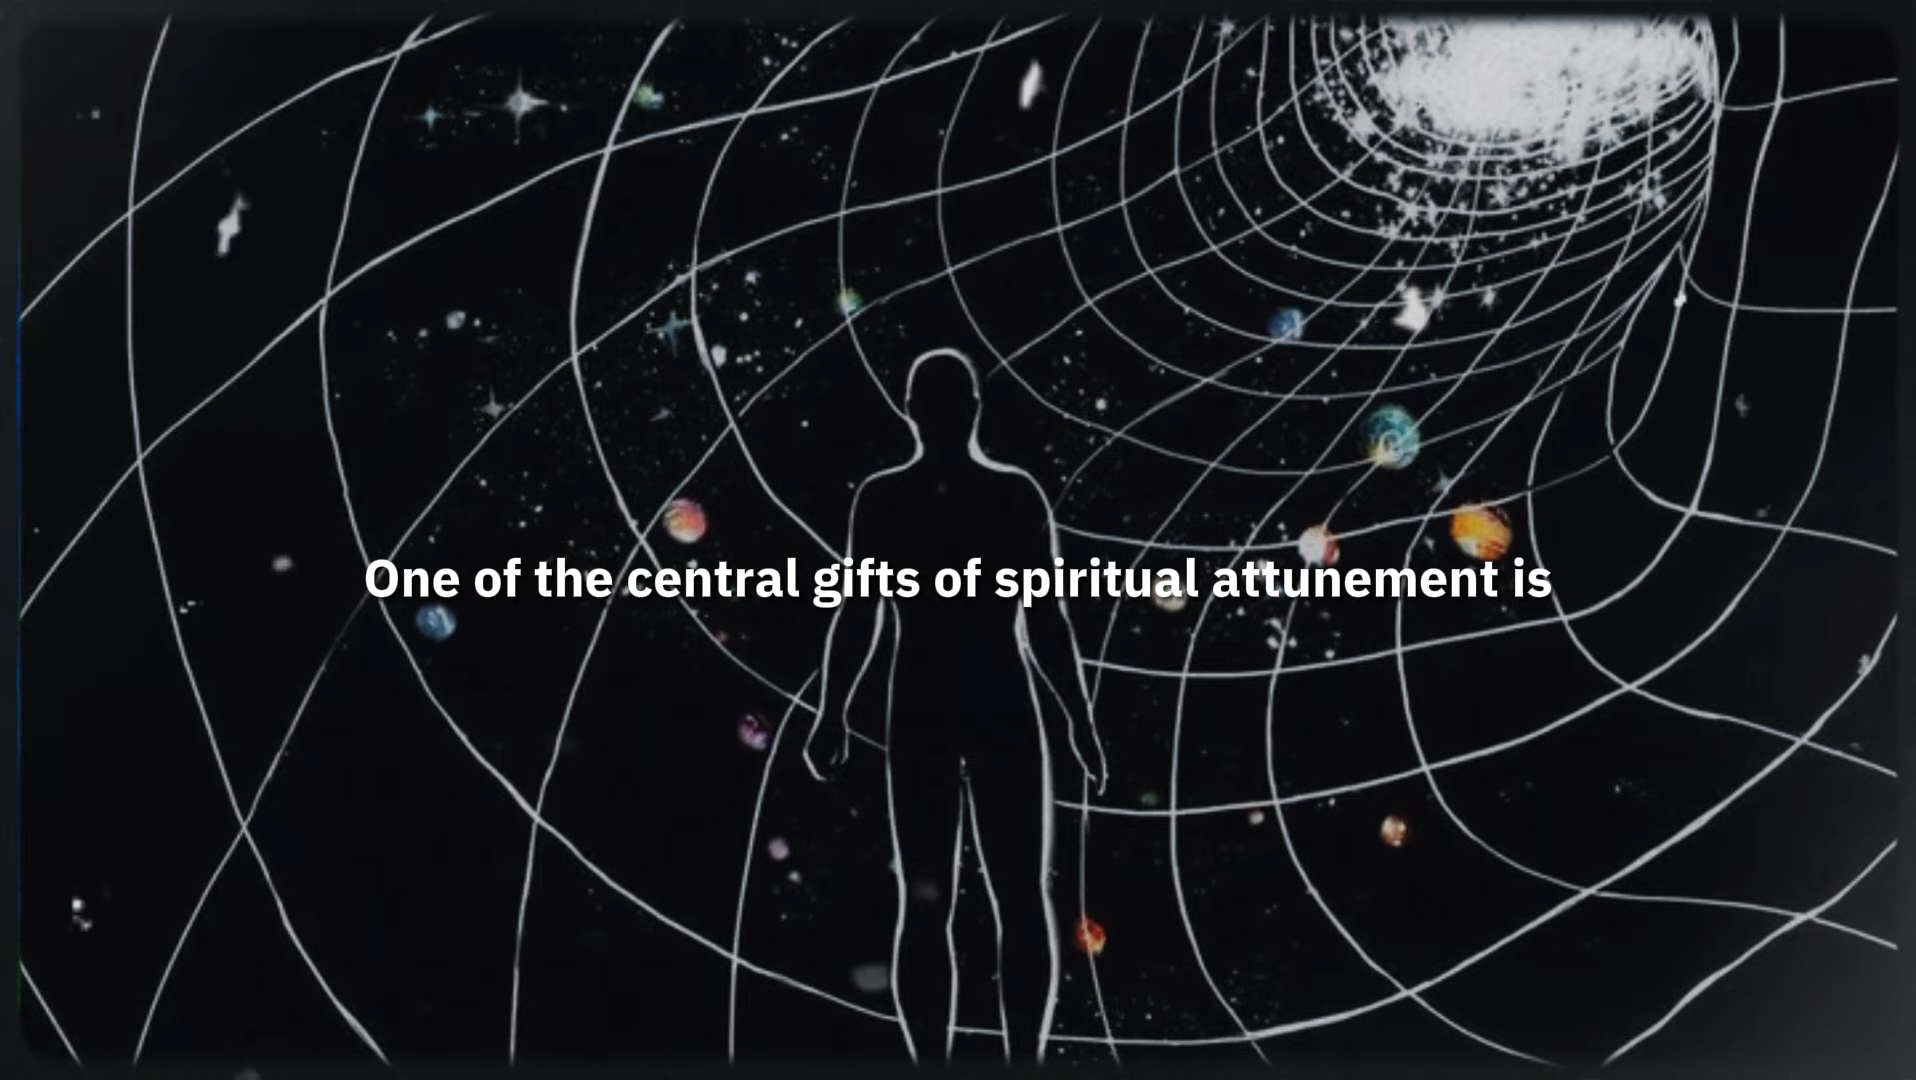 One of the central gifts of spiritual attunement is